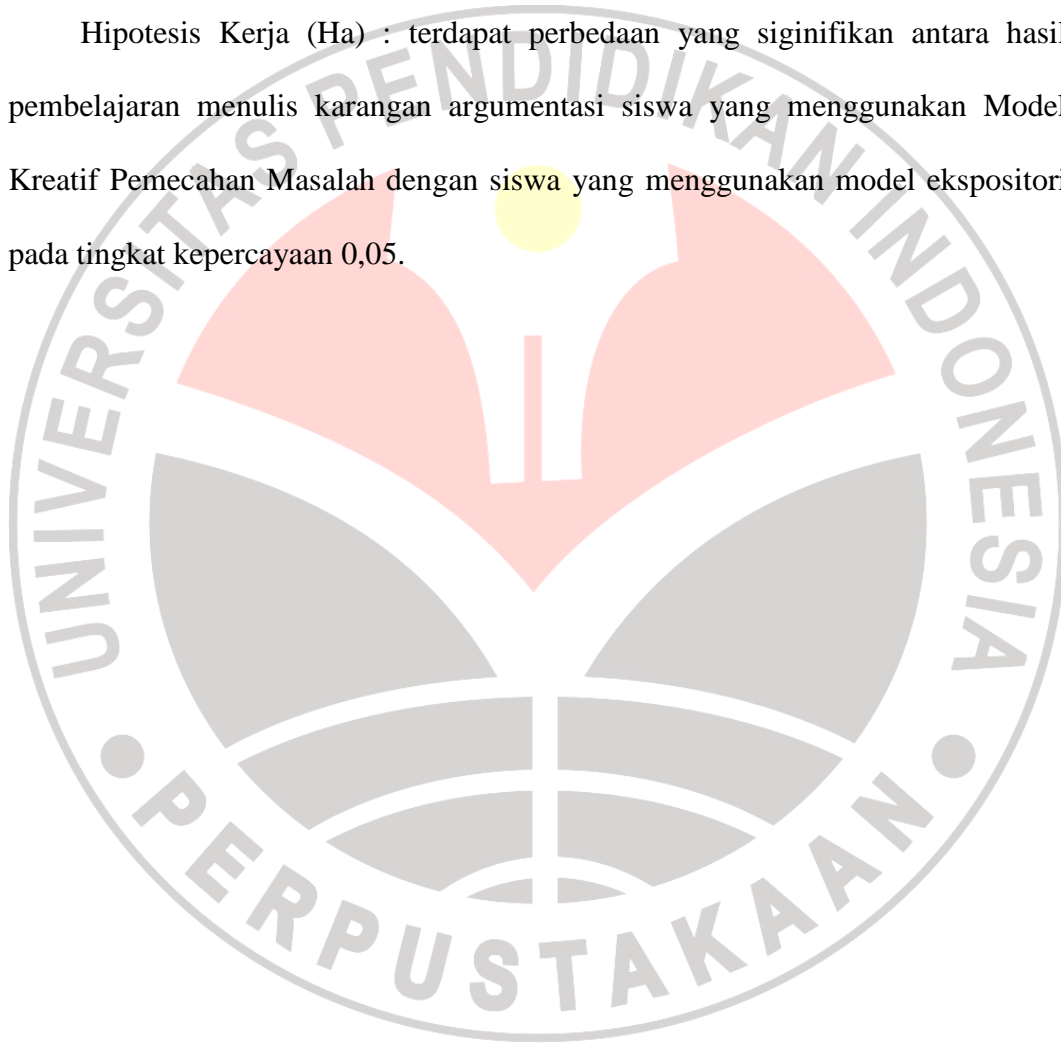 Hipotesis Kerja (Ha) : terdapat perbedaan yang siginifikan antara hasil
pembelajaran menulis karangan argumentasi siswa yang menggunakan Model
Kreatif Pemecahan Masalah dengan siswa yang menggunakan model ekspositori
pada tingkat kepercayaan 0,05.
UNIVERSITAS PENDIDIKAN INDONESIA
PERPUSTAKAAN